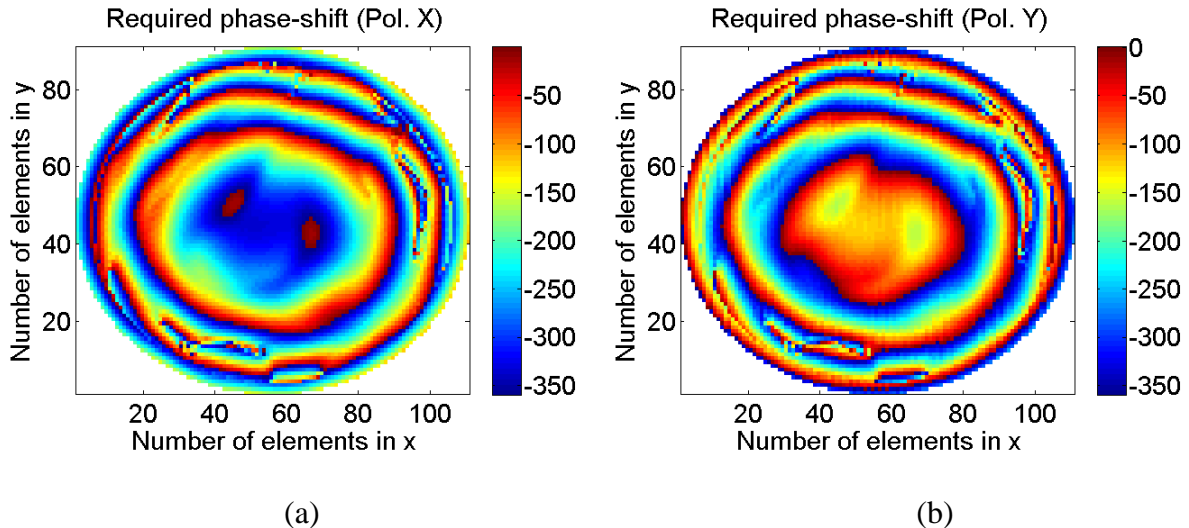 Required phase-shift (Pol. X)
Number of elements in y
80
60
40
20
20 40 60 80 100
Number of elements in x
-50
-100
-150
-200
-250
-300
-350
(a)
Required phase-shift (Pol. Y)
Number of elements in y
80
60
40
20
20 40 60 80 100
Number of elements in x
0
-50
-100
-150
-200
-250
-300
-350
(b)